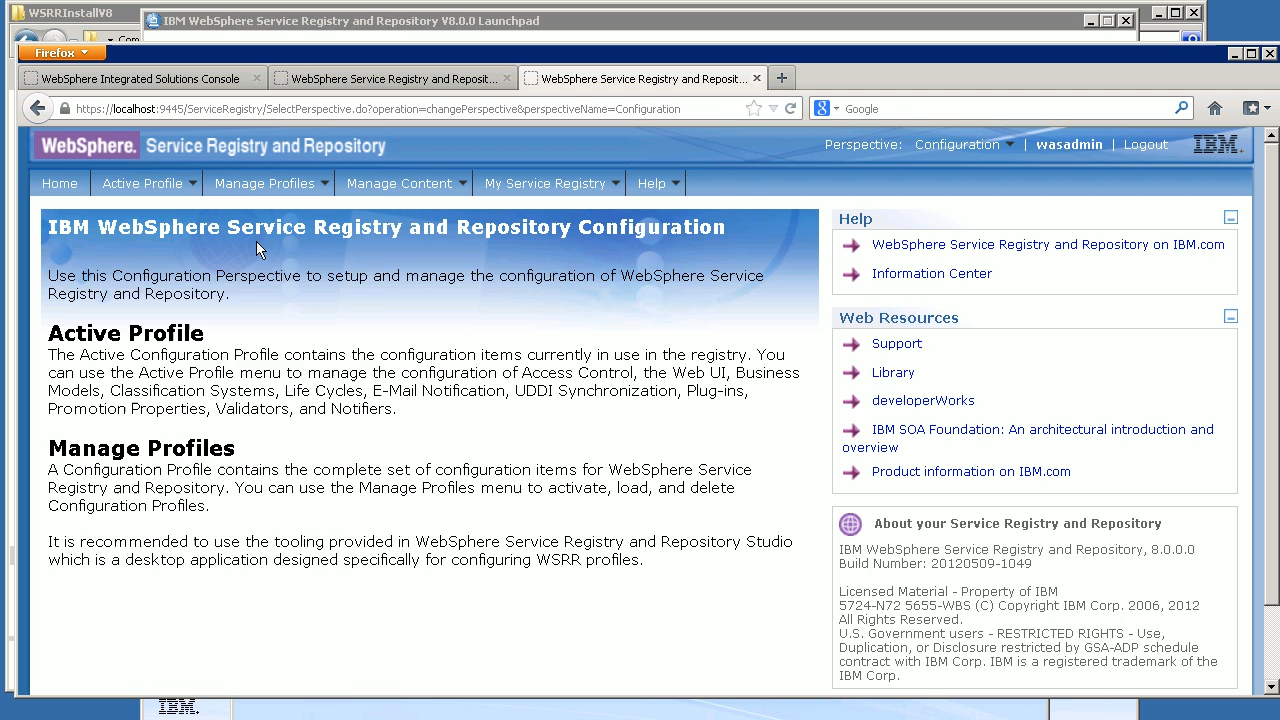 WSRRInstallV8
IBM WebSphere Service Registry and Repository V8.0.0 Launchpad
Firefox
WebSphere Integrated Solutions Console
WebSphere Service Registry and Reposit...
WebSphere Service Registry and Reposit...
https://localhost:9445/ServiceRegistry/SelectPerspective.do?operation=changePerspective&perspectiveName=Configuration
Google
WebSphere. Service Registry and Repository
Perspective: Configuration | wasadmin | Logout
IBM.
Home
Active Profile
Manage Profiles
Manage Content
My Service Registry
Help
IBM WebSphere Service Registry and Repository Configuration
Use this Configuration Perspective to setup and manage the configuration of WebSphere Service
Registry and Repository.
Active Profile
The Active Configuration Profile contains the configuration items currently in use in the registry. You
can use the Active Profile menu to manage the configuration of Access Control, the Web UI, Business
Models, Classification Systems, Life Cycles, E-Mail Notification, UDDI Synchronization, Plug-ins,
Promotion Properties, Validators, and Notifiers.
Manage Profiles
A Configuration Profile contains the complete set of configuration items for WebSphere Service
Registry and Repository. You can use the Manage Profiles menu to activate, load, and delete
Configuration Profiles.
It is recommnded to use the tooling provided in WebSphere Service Registry and Repository Studio
which is a desktop application designed specifically for configuring WSRR profiles.
Help
WebSphere Service Registry and Repository on IBM.com
Information Center
Web Resources
Support
Library
developerWorks
IBM SOA Foundation: An architectural introduction and
overview
Product information on IBM.com
About your Service Registry and Repository
IBM WebSphere Service Registry and Repository, 8.0.0.0
Build Number: 20120509-1049
Licensed Material - Property of IBM
5724-N72 5655-WBS (C) Copyright IBM Corp. 2006, 2012
All Rights Reserved.
U.S. Government users - RESTRICTED RIGHTS - Use,
Duplication, or Disclosure restricted by GSA-ADP schedule
contract with IBM Corp. IBM is a registered trademark of the
IBM Corp.
IBM.